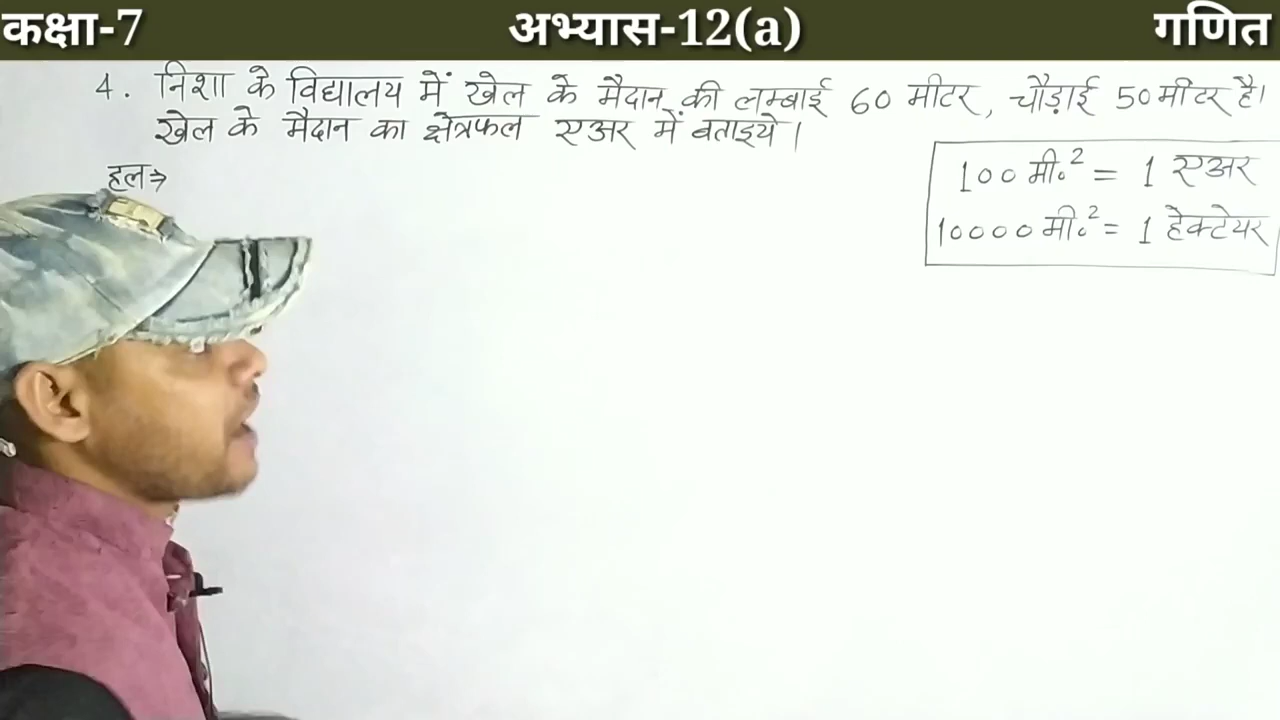 कक्षा-7 अभ्यास-12(a) गणित
4. निशा के विद्यालय में खेल के मैदान की लम्बाई 60 मीटर, चौड़ाई 50 मीटर है।
खेल के मैदान का क्षेत्रफल एअर में बताइये।
हल⇒
100 मी.² = 1 एअर
10000 मी.² = 1 हेक्टेयर